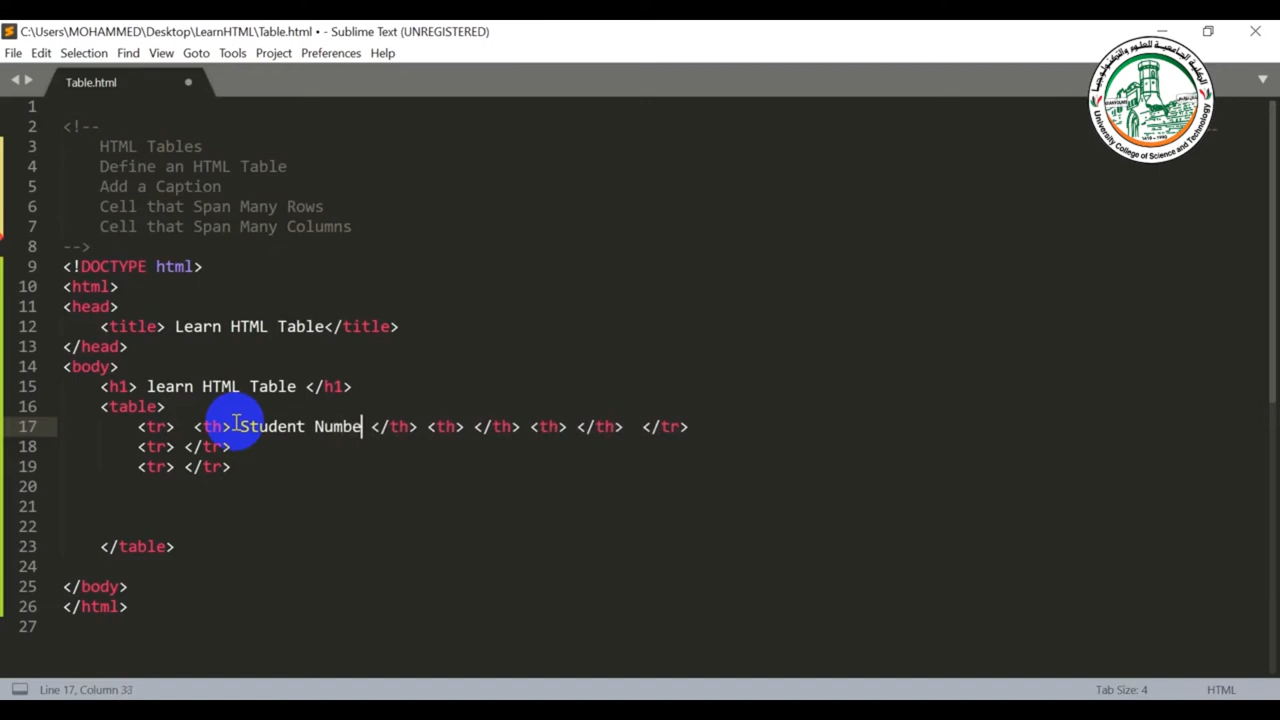 C:\Users\MOHAMMED\Desktop\LearnHTML\Table.html • - Sublime Text (UNREGISTERED)
File Edit Selection Find View Goto Tools Project Preferences Help
Table.html
الكلية الجامعية للعلوم والتكنولوجيا
University College of Science and Technology
1
2 <!--
3 HTML Tables
4 Define an HTML Table
5 Add a Caption
6 Cell that Span Many Rows
7 Cell that Span Many Columns
8 -->
9 <!DOCTYPE html>
10 <html>
11 <head>
12 <title> Learn HTML Table</title>
13 </head>
14 <body>
15 <h1> learn HTML Table </h1>
16 <table>
17 <tr> <th> Student Numbe </th> <th> </th> <th> </th> </tr>
18 <tr> </tr>
19 <tr> </tr>
20
21
22
23 </table>
24
25 </body>
26 </html>
27
Line 17, Column 33 Tab Size: 4 HTML